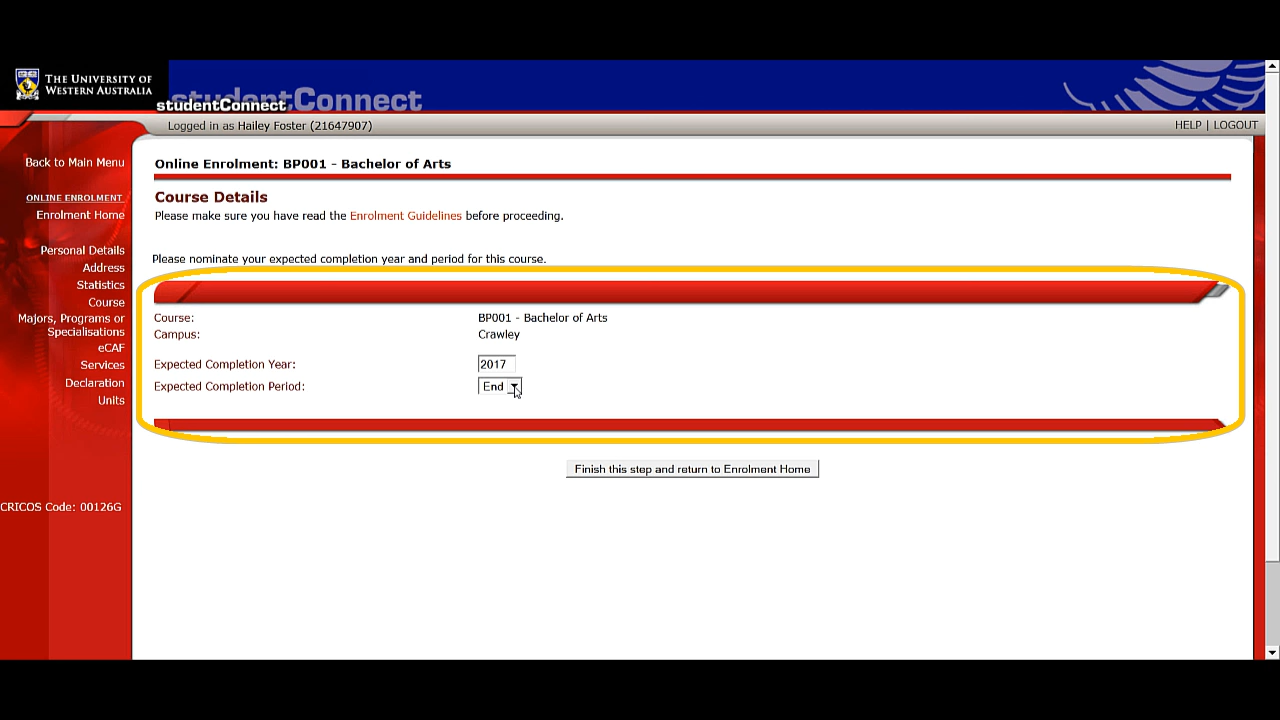 THE UNIVERSITY OF
WESTERN AUSTRALIA
studentConnect
studentConnect
Logged in as Hailey Foster (21647907)
HELP | LOGOUT
Back to Main Menu
ONLINE ENROLMENT
Enrolment Home
Personal Details
Address
Statistics
Course
Majors, Programs or
Specialisations
eCAF
Services
Declaration
Units
CRICOS Code: 00126G
Online Enrolment: BP001 - Bachelor of Arts
Course Details
Please make sure you have read the Enrolment Guidelines before proceeding.
Please nominate your expected completion year and period for this course.
Course: BP001 - Bachelor of Arts
Campus: Crawley
Expected Completion Year: 2017
Expected Completion Period: End
Finish this step and return to Enrolment Home